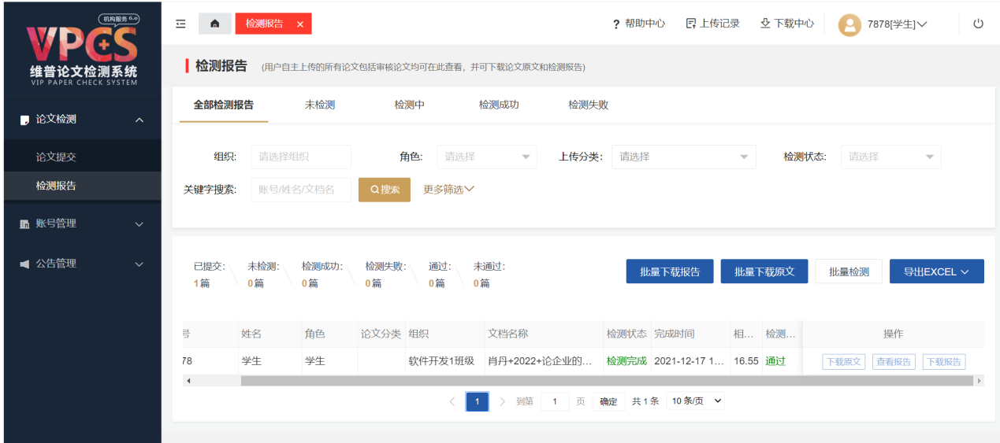 机构服务 6.0
VPCS
维普论文检测系统
VIP PAPER CHECK SYSTEM
检测报告 ×
? 帮助中心 上传记录 下载中心 7878[学生]
检测报告 (用户自主上传的所有论文包括审核论文均可在此查看，并可下载论文原文和检测报告)
论文检测
论文提交
检测报告
账号管理
公告管理
全部检测报告 未检测 检测中 检测成功 检测失败
组织: 请选择组织 角色: 请选择 上传分类: 请选择 检测状态: 请选择
关键字搜索: 账号/姓名/文档名 搜索 更多筛选
已提交: 未检测: 检测成功: 检测失败: 通过: 未通过:
1篇 0篇 0篇 0篇 0篇 0篇
批量下载报告 批量下载原文 批量检测 导出EXCEL
号 姓名 角色 论文分类 组织 文档名称 检测状态 完成时间 相... 检测... 操作
78 学生 学生 软件开发1班级 肖丹+2022+论企业的... 检测完成 2021-12-17 1... 16.55 通过 下载原文 查看报告 下载报告
< 1 > 到第 1 页 确定 共 1 条 10 条/页